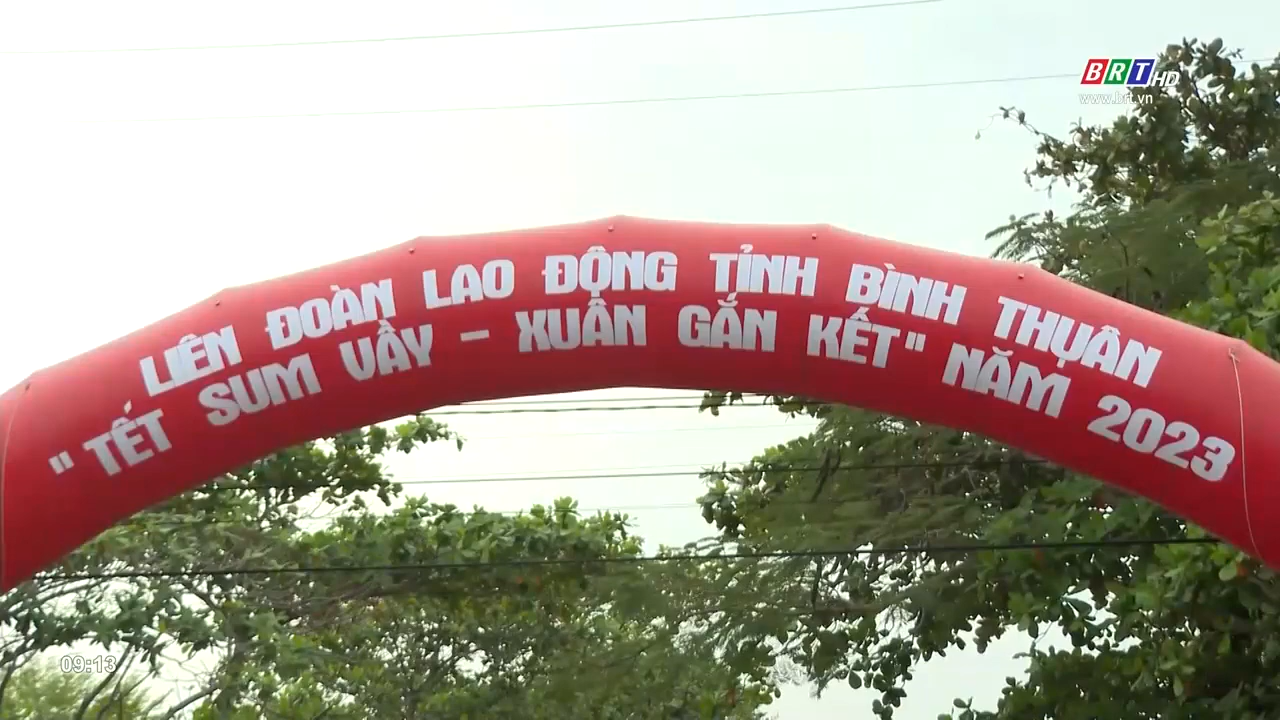 BRT HD
www.brt.vn
LIÊN ĐOÀN LAO ĐỘNG TỈNH BÌNH THUẬN
"TẾT SUM VẦY - XUÂN GẮN KẾT" NĂM 2023
09:13